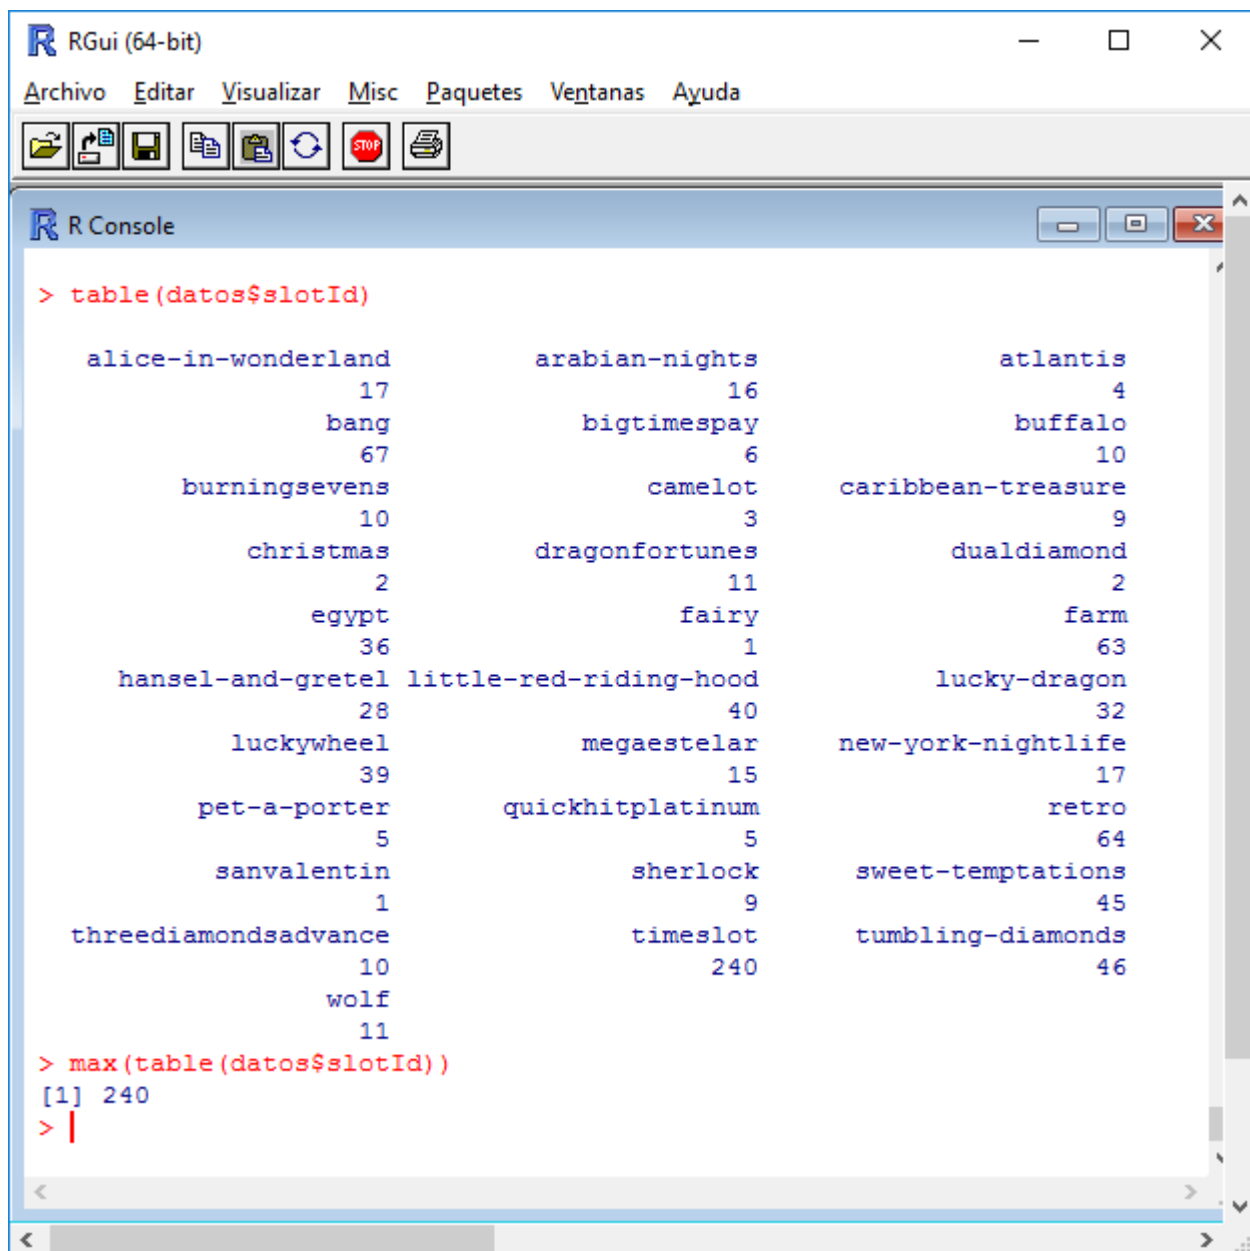 RGui (64-bit)
Archivo Editar Visualizar Misc Paquetes Ventanas Ayuda
STOP
R Console
> table(datos$slotId)
alice-in-wonderland arabian-nights atlantis
17 16 4
bang bigtimespay buffalo
67 6 10
burningsevens camelot caribbean-treasure
10 3 9
christmas dragonfortunes dualdiamond
2 11 2
egypt fairy farm
36 1 63
hansel-and-gretel little-red-riding-hood lucky-dragon
28 40 32
luckywheel megaestelar new-york-nightlife
39 15 17
pet-a-porter quickhitplatinum retro
5 5 64
sanvalentin sherlock sweet-temptations
1 9 45
threediamondsadvance timeslot tumbling-diamonds
10 240 46
wolf
11
> max(table(datos$slotId))
[1] 240
>